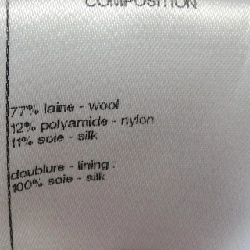 COMPOSITION
77% laine - wool
12% polyamide - nylon
11% soie - silk
doublure - lining :
100% soie - silk